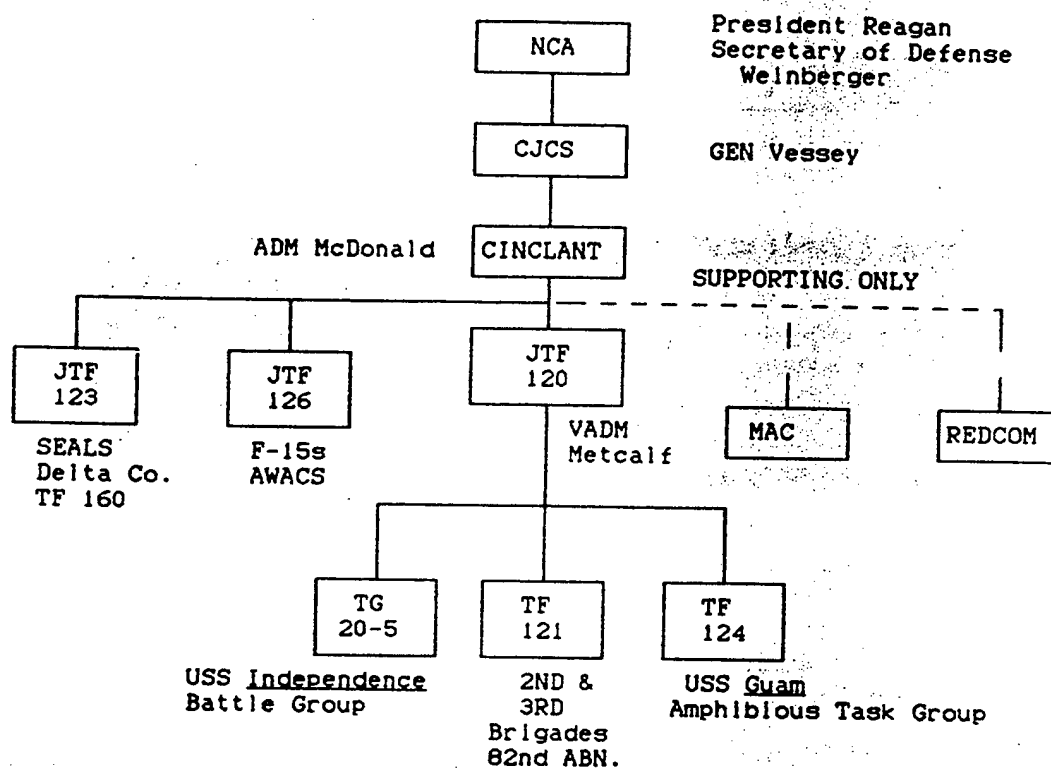 NCA
President Reagan
Secretary of Defense
Weinberger
CJCS
GEN Vessey
ADM McDonald
CINCLANT
SUPPORTING ONLY
JTF
123
SEALS
Delta Co.
TF 160
JTF
126
F-15s
AWACS
JTF
120
VADM
Metcalf
MAC
REDCOM
TG
20-5
USS Independence
Battle Group
TF
121
2ND &
3RD
Brigades
82nd ABN.
TF
124
USS Guam
Amphibious Task Group